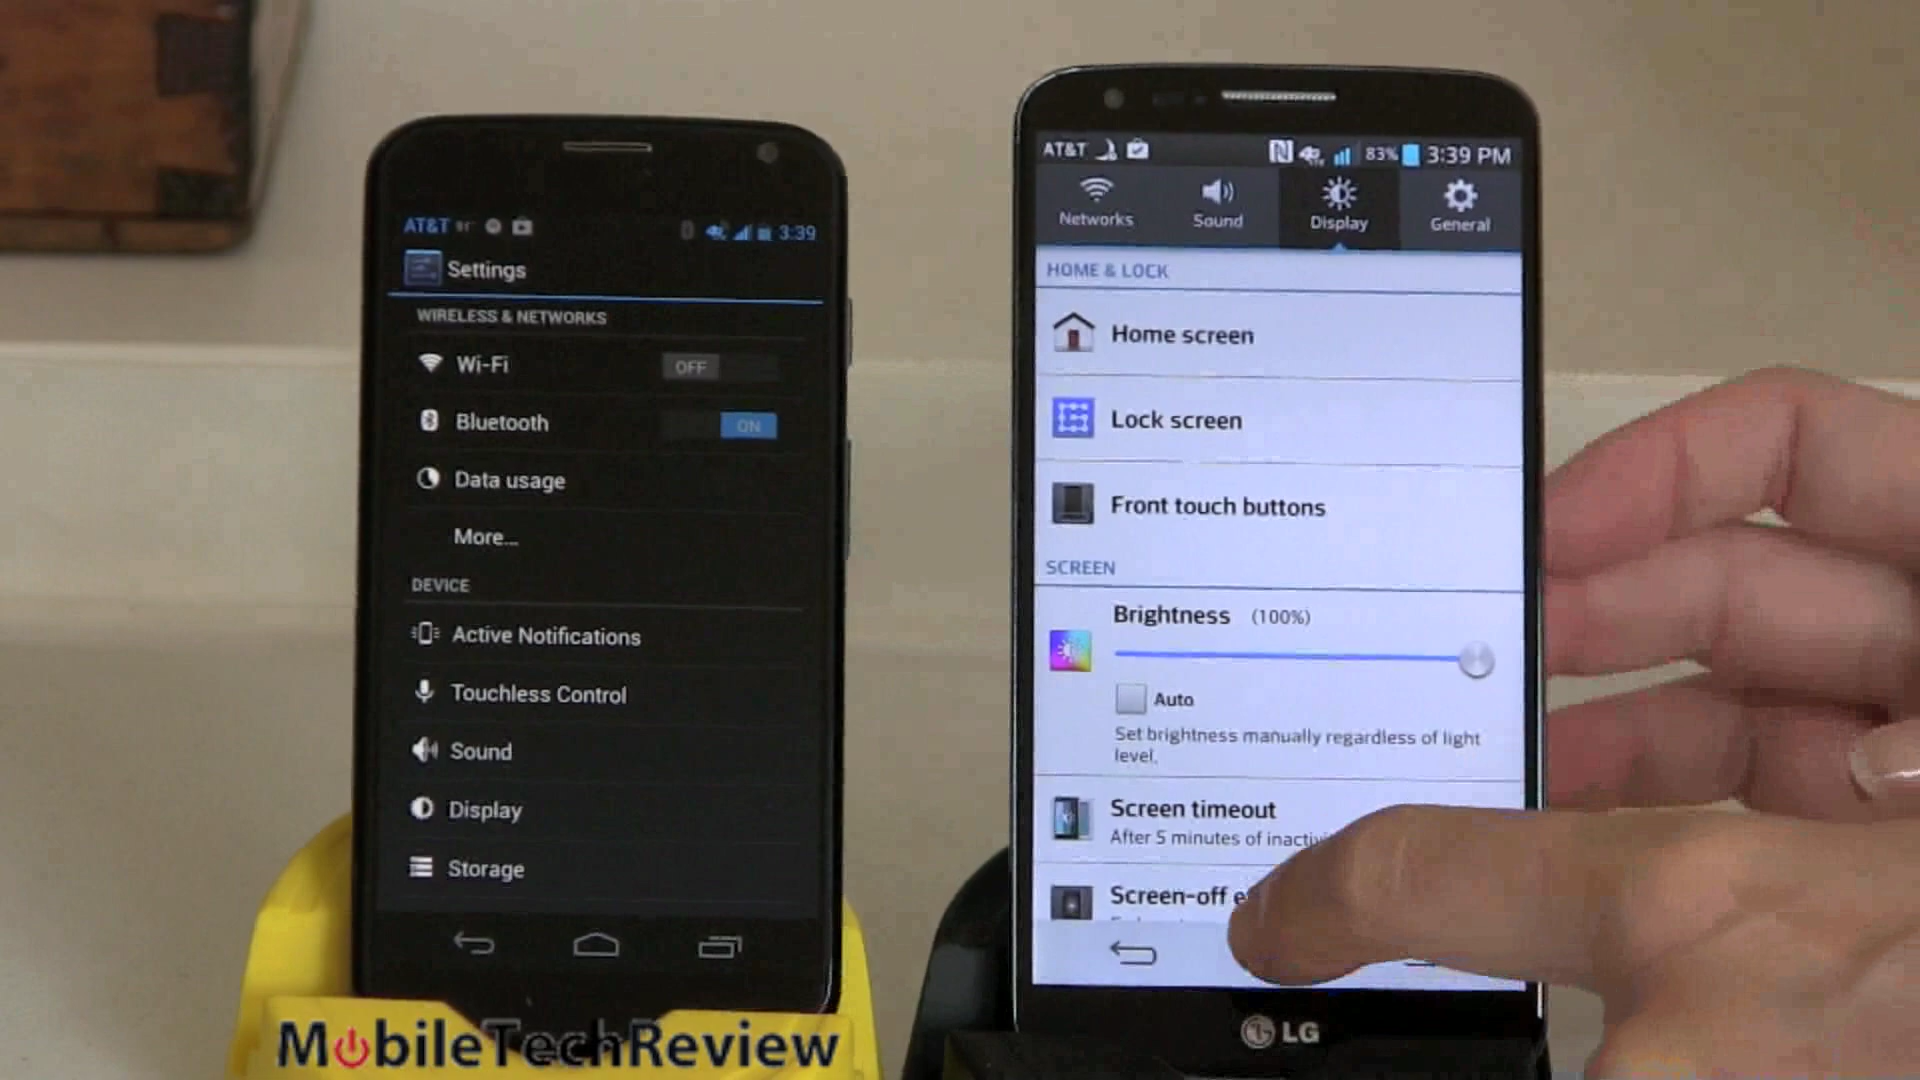 AT&T
3:39
Settings
WIRELESS & NETWORKS
Wi-Fi
OFF
Bluetooth
ON
Data usage
More...
DEVICE
Active Notifications
Touchless Control
Sound
Display
Storage
AT&T
83%
3:39 PM
Networks
Sound
Display
General
HOME & LOCK
Home screen
Lock screen
Front touch buttons
SCREEN
Brightness (100%)
Auto
Set brightness manually regardless of light
level.
Screen timeout
After 5 minutes of
Screen-off
LG
MobileTechReview